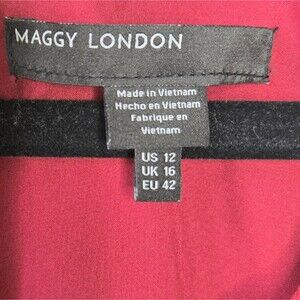 MAGGY LONDON
Made in Vietnam
Hecho en Vietnam
Fabrique en
Vietnam
US 12
UK 16
EU 42